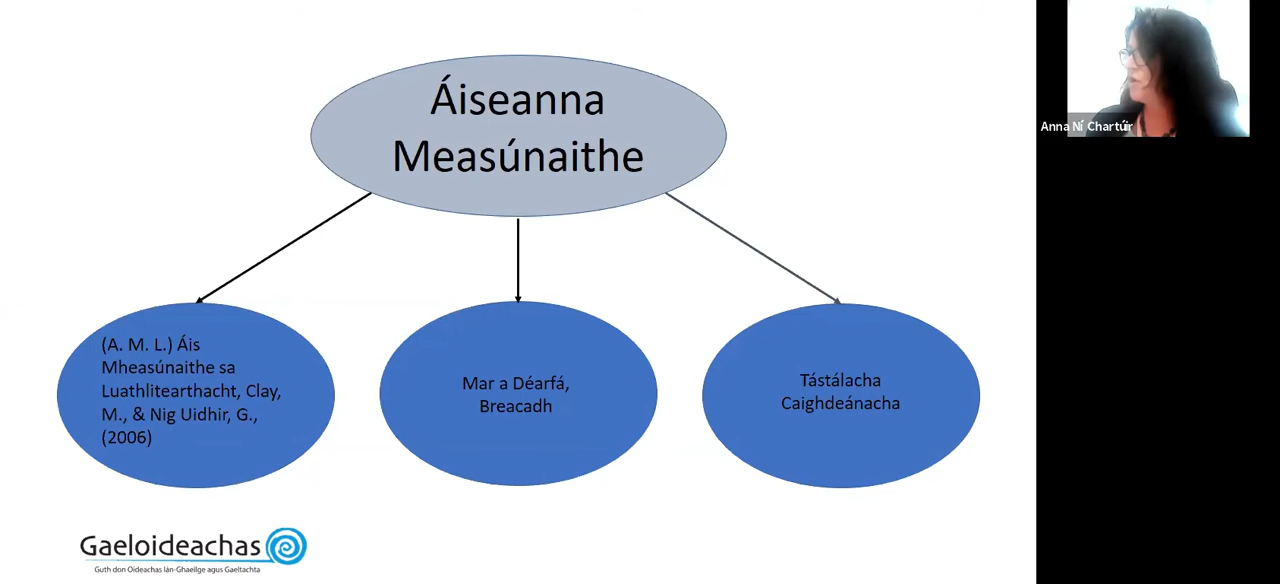 Áiseanna
Measúnaithe
(A. M. L.) Áis
Mheasúnaithe sa
Luathlitearthacht, Clay,
M., & Nig Uidhir, G.,
(2006)
Mar a Déarfá,
Breacadh
Tástálacha
Caighdeánacha
Gaeloideachas
Guth don Oideachas lán-Ghaeilge agus Gaeltachta
Anna Ní Chartúir